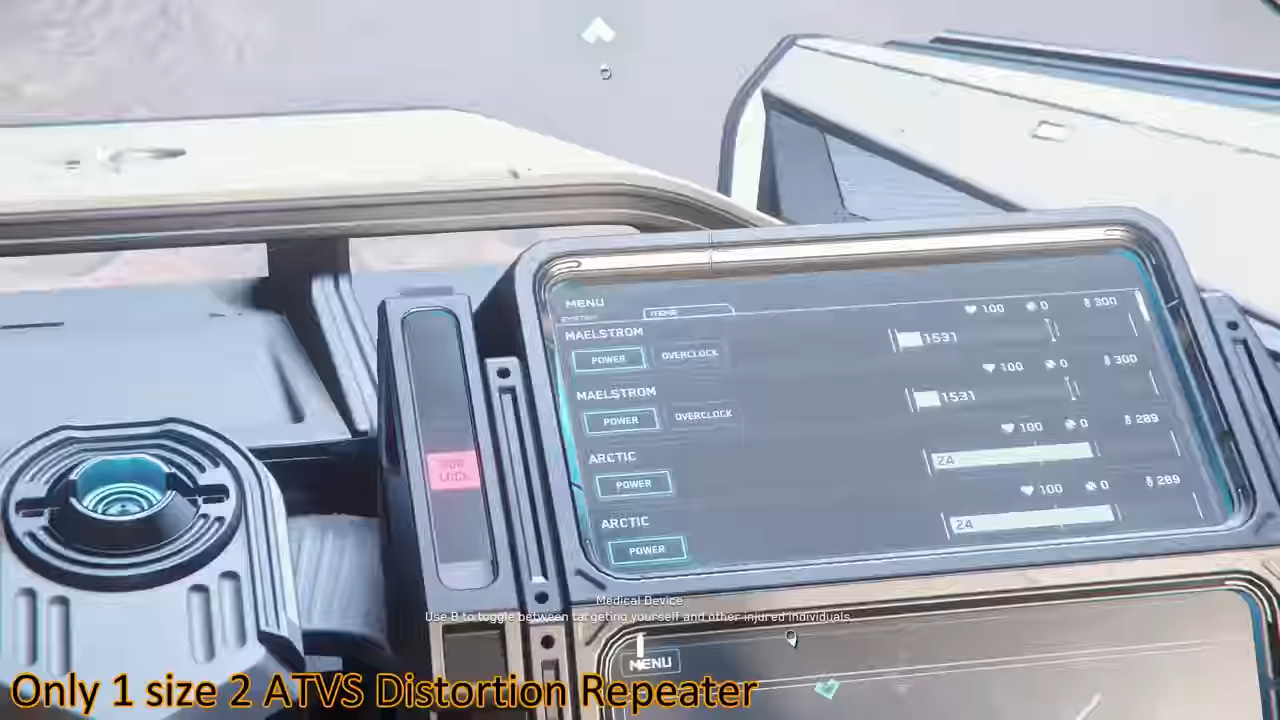 MENU
ITEMS
MAELSTROM
POWER OVERCLOCK
1531
100 0 300
MAELSTROM
POWER OVERCLOCK
1531
100 0 300
ARCTIC
POWER
24
100 0 289
ARCTIC
POWER
24
100 0 289
LOCK
Medical Device
Use B to toggle between targeting yourself and other injured individuals.
MENU
Only 1 size 2 ATVS Distortion Repeater